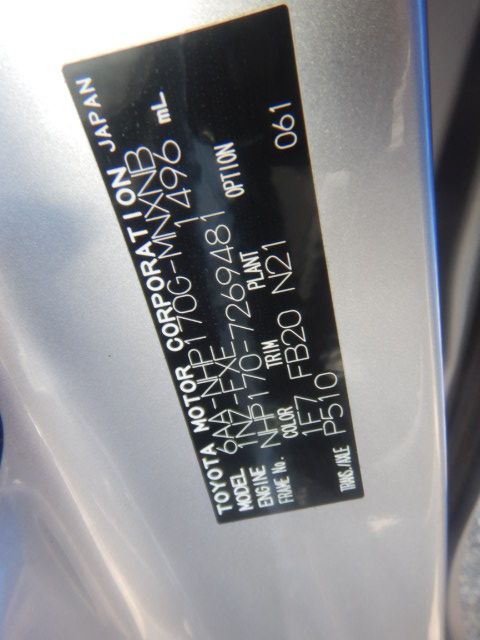 TOYOTA MOTOR CORPORATION JAPAN
MODEL 6AA-NHP170G-MNXNB
ENGINE 1NZ-FXE 1496 mL
FRAME No. NHP170-7269481
COLOR TRIM PLANT OPTION
1F7 FB20 N21 061
TRANS/AXLE P510